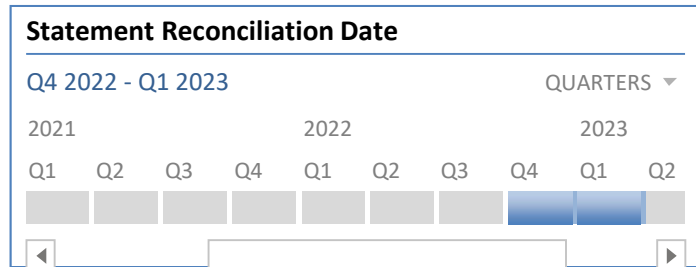 Statement Reconciliation Date
Q4 2022 - Q1 2023 QUARTERS
2021 2022 2023
Q1 Q2 Q3 Q4 Q1 Q2 Q3 Q4 Q1 Q2